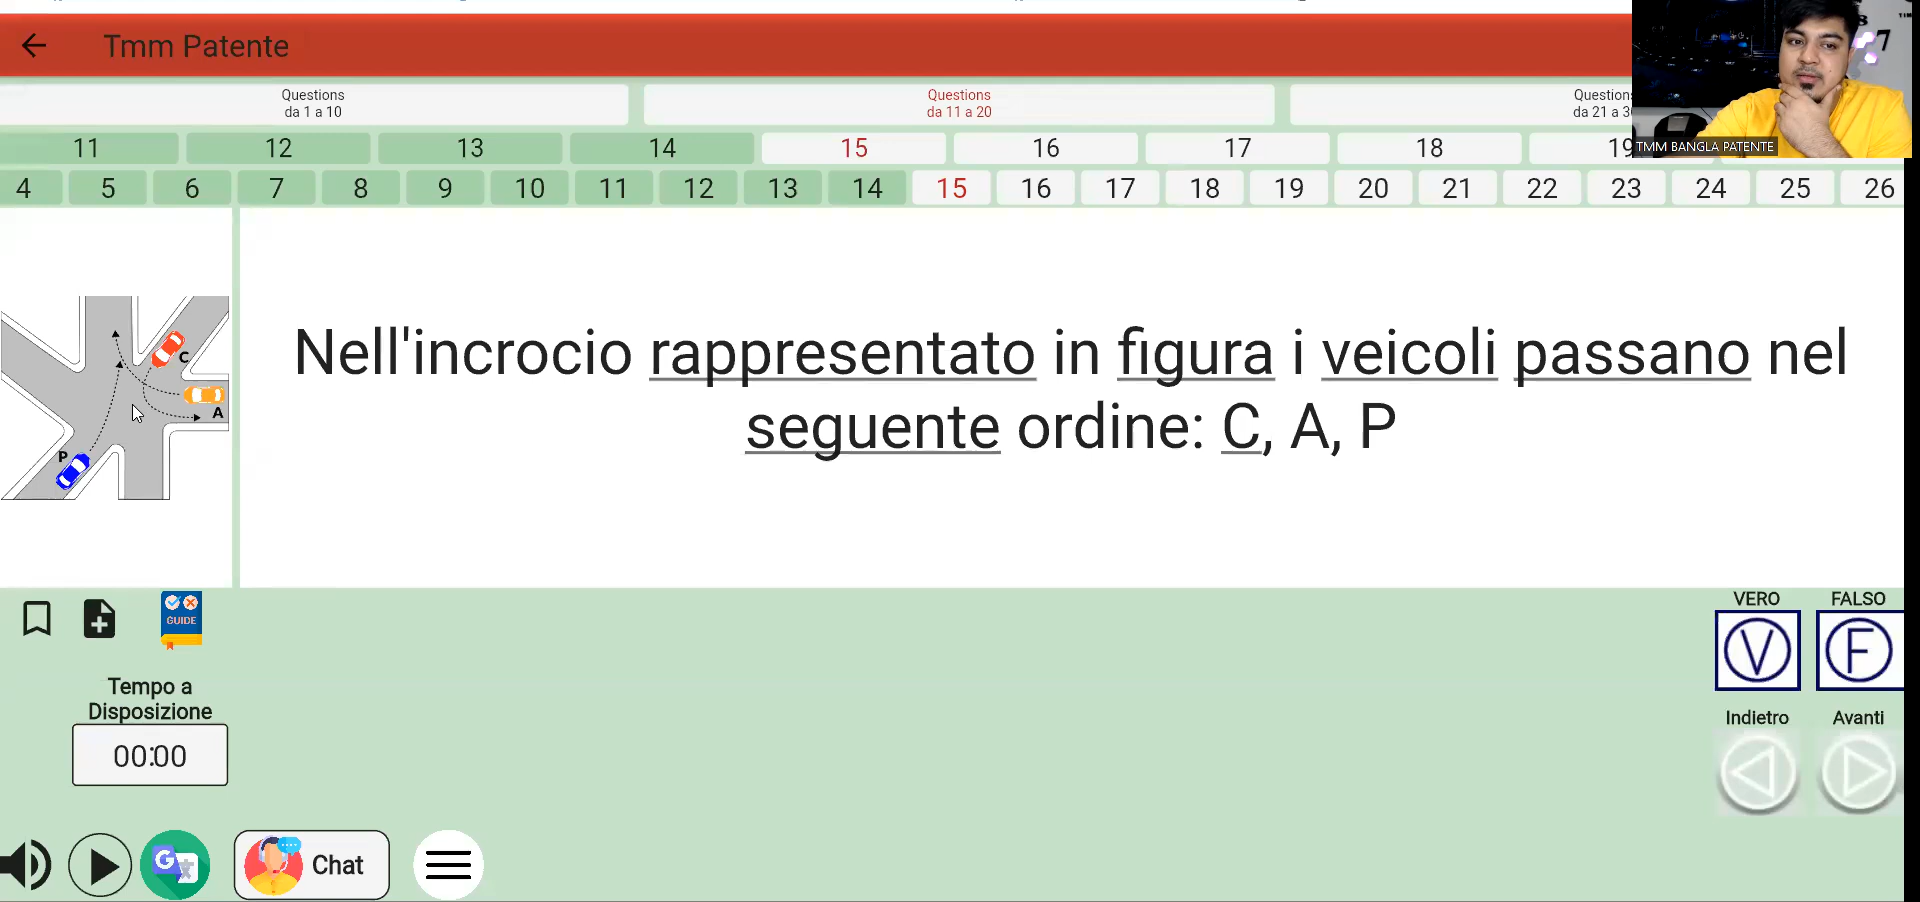 Tmm Patente
Questions
da 1 a 10
Questions
da 11 a 20
Questions
da 21 a
11 12 13 14 15 16 17 18 19
4 5 6 7 8 9 10 11 12 13 14 15 16 17 18 19 20 21 22 23 24 25 26
TMM BANGLA PATENTE
7
C
A
P
Nell'incrocio rappresentato in figura i veicoli passano nel
seguente ordine: C, A, P
GUIDE
VERO FALSO
V F
Tempo a
Disposizione
00:00
Indietro Avanti
G
Chat